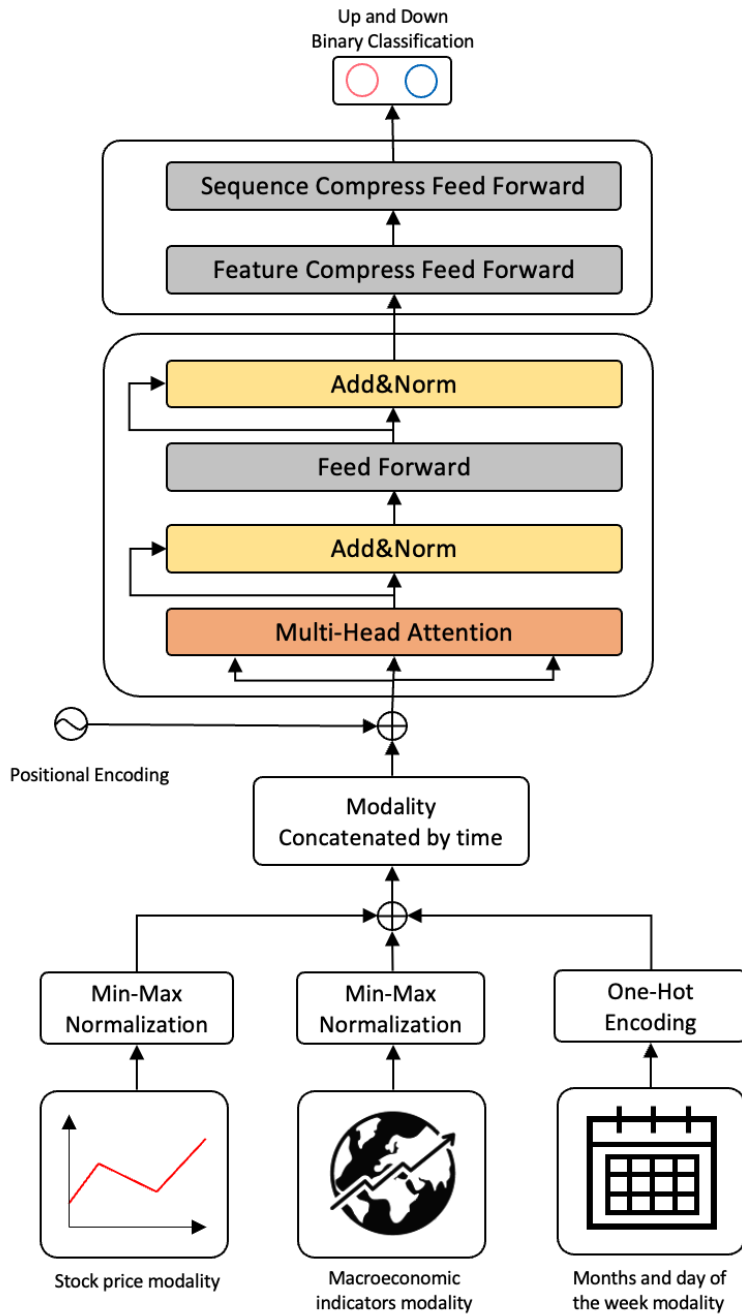 Up and Down
Binary Classification
Sequence Compress Feed Forward
Feature Compress Feed Forward
Add&Norm
Feed Forward
Add&Norm
Multi-Head Attention
Positional Encoding
Modality
Concatenated by time
Min-Max
Normalization
Min-Max
Normalization
One-Hot
Encoding
Stock price modality
Macroeconomic
indicators modality
Months and day of
the week modality